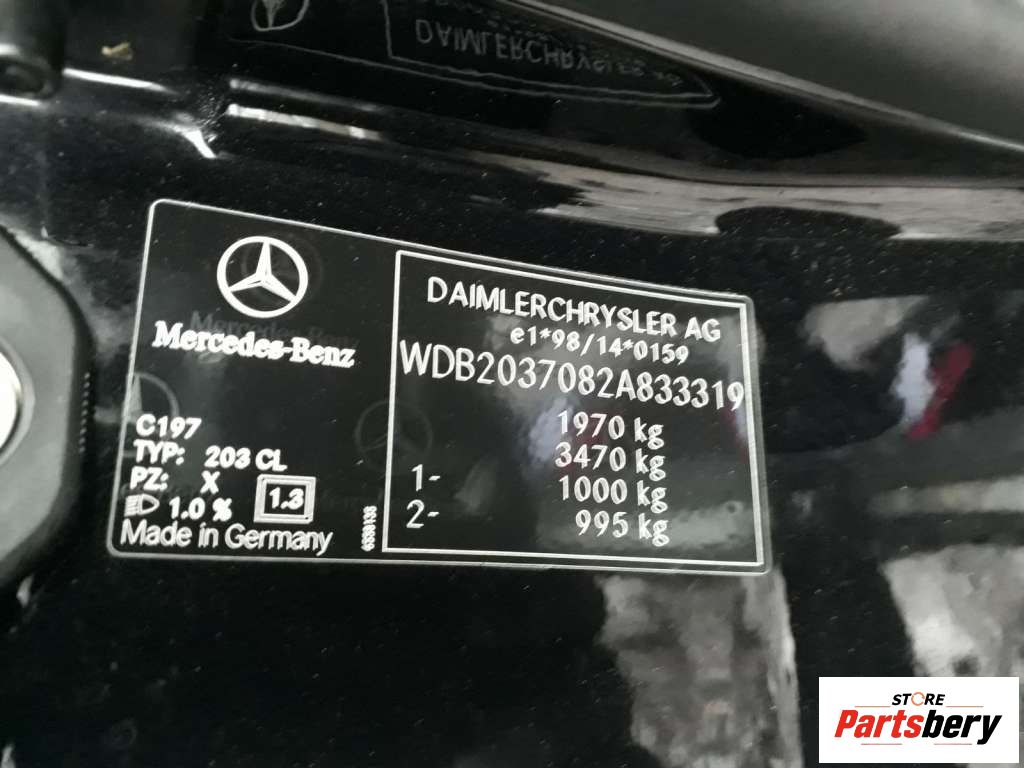 DAIMLERCHRYSLER AG
Mercedes-Benz
C197
TYP: 203 CL
PZ: X
1.0 % 1.3
Made in Germany
DAIMLERCHRYSLER AG
e1*98/14*0159
WDB2037082A833319
1970 kg
3470 kg
1- 1000 kg
2- 995 kg
STORE
Partsbery